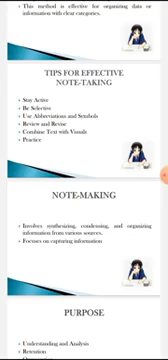 • This method is effective for organizing data or
information with clear categories.
TIPS FOR EFFECTIVE
NOTE-TAKING
• Stay Active
• Be Selective
• Use Abbreviations and Symbols
• Review and Revise
• Combine Text with Visuals
• Practice
NOTE-MAKING
• Involves synthesizing, condensing, and organizing
information from various sources.
• Focuses on capturing information
PURPOSE
• Understanding and Analysis
• Retention